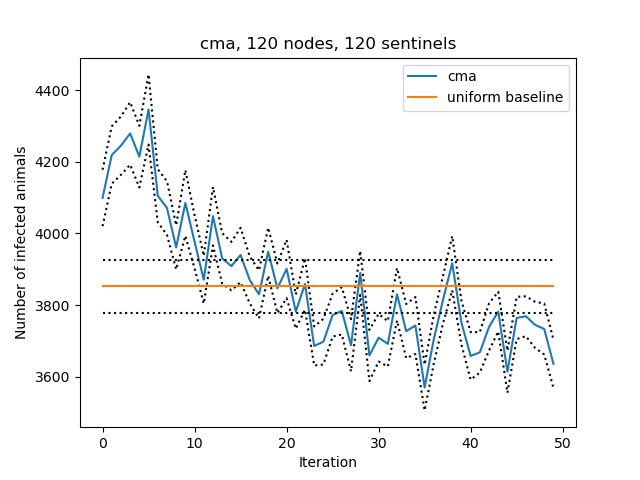 cma, 120 nodes, 120 sentinels
cma
uniform baseline
Number of infected animals
4400
4200
4000
3800
3600
0 10 20 30 40 50
Iteration